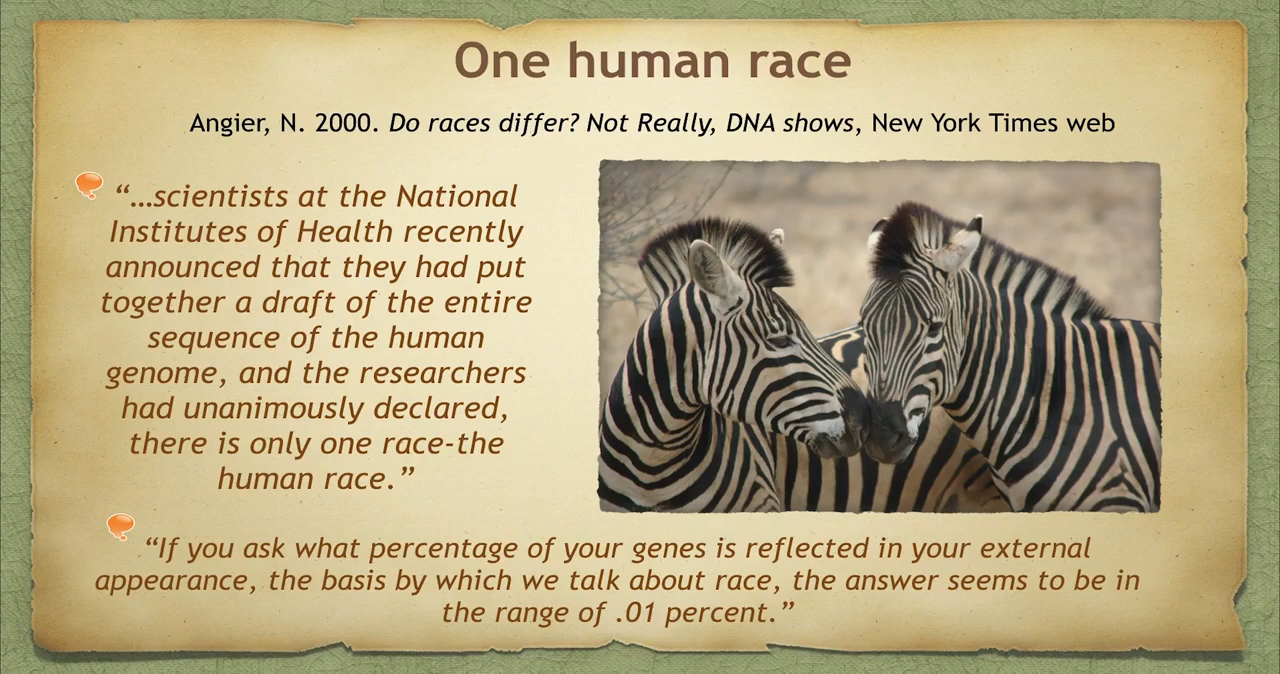 One human race
Angier, N. 2000. Do races differ? Not Really, DNA shows, New York Times web
“…scientists at the National
Institutes of Health recently
announced that they had put
together a draft of the entire
sequence of the human
genome, and the researchers
had unanimously declared,
there is only one race-the
human race.”
“If you ask what percentage of your genes is reflected in your external
appearance, the basis by which we talk about race, the answer seems to be in
the range of .01 percent.”